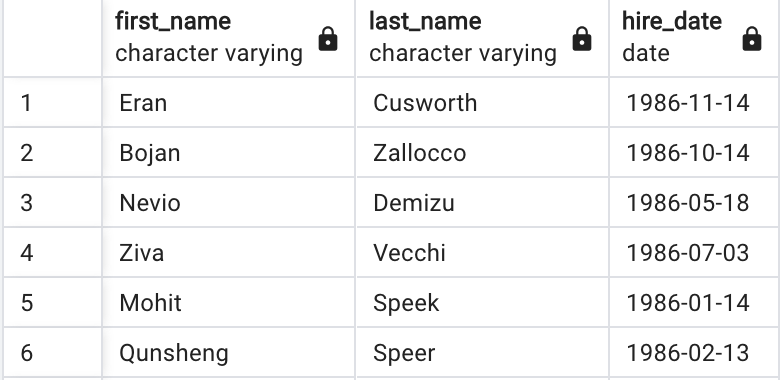 first_name last_name hire_date
character varying character varying date
1 Eran Cusworth 1986-11-14
2 Bojan Zallocco 1986-10-14
3 Nevio Demizu 1986-05-18
4 Ziva Vecchi 1986-07-03
5 Mohit Speek 1986-01-14
6 Qunsheng Speer 1986-02-13